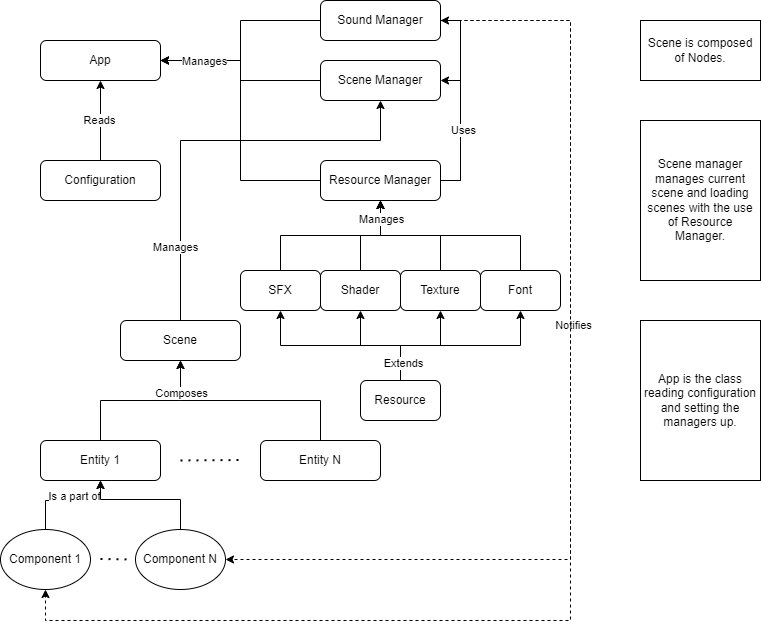 Sound Manager
App
Manages
Scene Manager
Reads
Uses
Configuration
Resource Manager
Manages
Manages
SFX
Shader
Texture
Font
Notifies
Scene
Extends
Composes
Resource
Entity 1
Entity N
Is a part of
Component 1
Component N
Scene is composed
of Nodes.
Scene manager
manages current
scene and loading
scenes with the use
of Resource
Manager.
App is the class
reading configuration
and setting the
managers up.